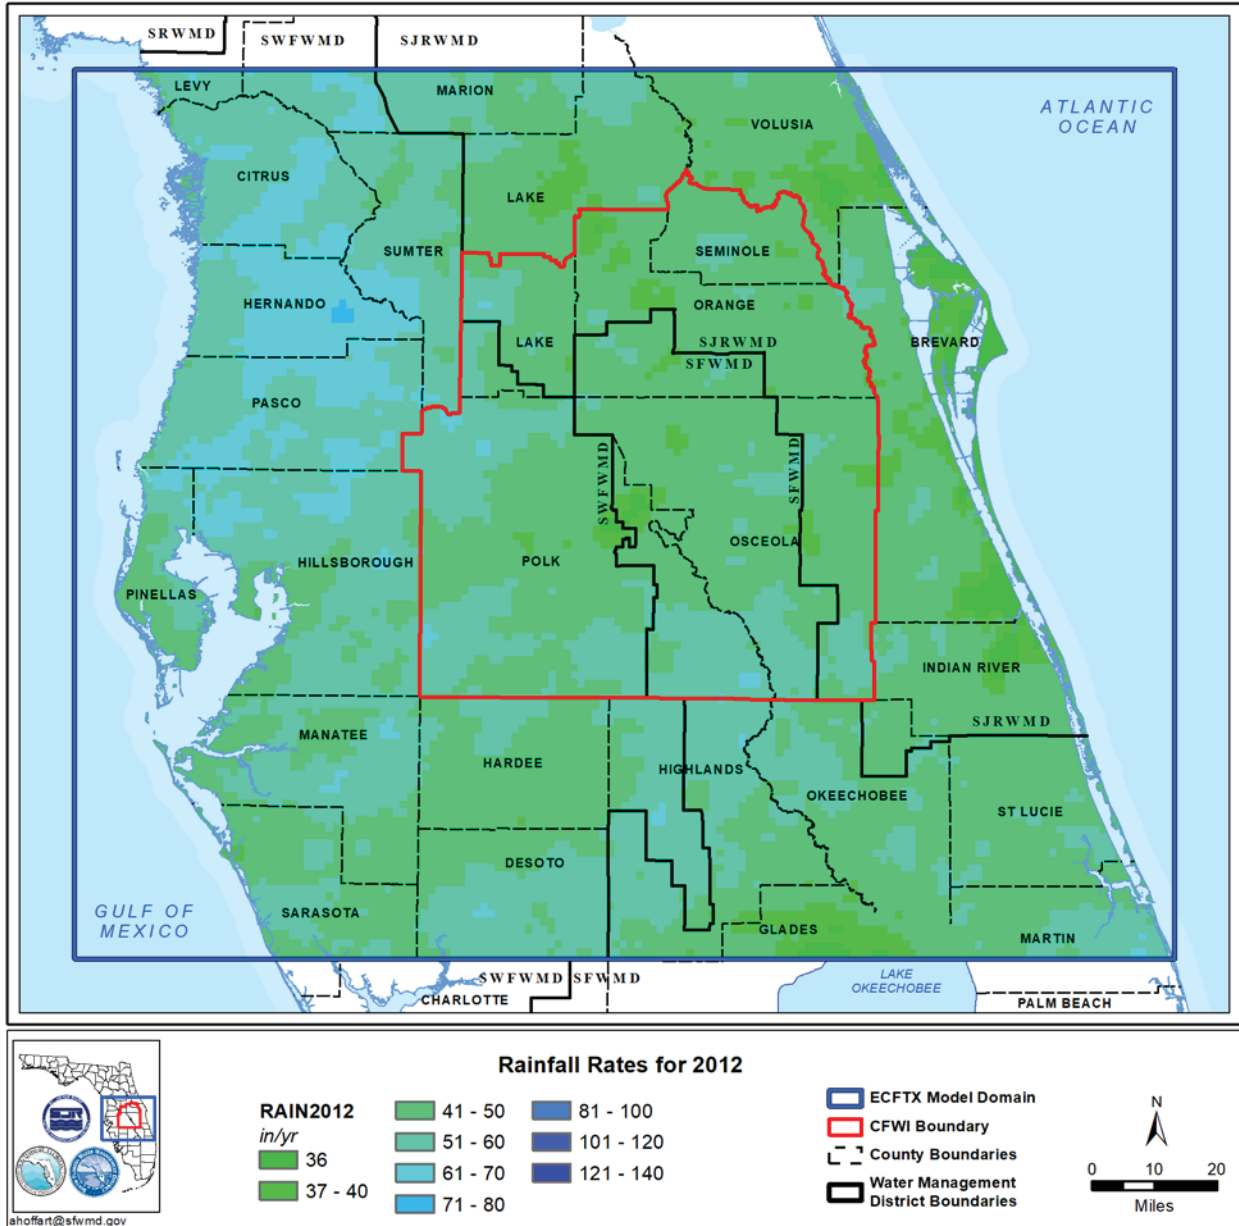 SRWMD
SWFWMD
SJRWMD
LEVY
MARION
VOLUSIA
ATLANTIC
OCEAN
CITRUS
LAKE
SUMTER
SEMINOLE
HERNANDO
ORANGE
LAKE
SJRWMD
SFWMD
BREVARD
PASCO
SWFWMD
SFWMD
OSCEOLA
HILLSBOROUGH
POLK
PINELLAS
INDIAN RIVER
SJRWMD
MANATEE
HARDEE
HIGHLANDS
OKEECHOBEE
ST LUCIE
DESOTO
SARASOTA
GULF OF
MEXICO
GLADES
MARTIN
SWFWMD
SFWMD
CHARLOTTE
LAKE
OKEECHOBEE
PALM BEACH
Rainfall Rates for 2012
RAIN2012
in/yr
36
37 - 40
41 - 50
51 - 60
61 - 70
71 - 80
81 - 100
101 - 120
121 - 140
ECFTX Model Domain
CFWI Boundary
County Boundaries
Water Management
District Boundaries
N
0 10 20
Miles
ahoffart@sfwmd.gov